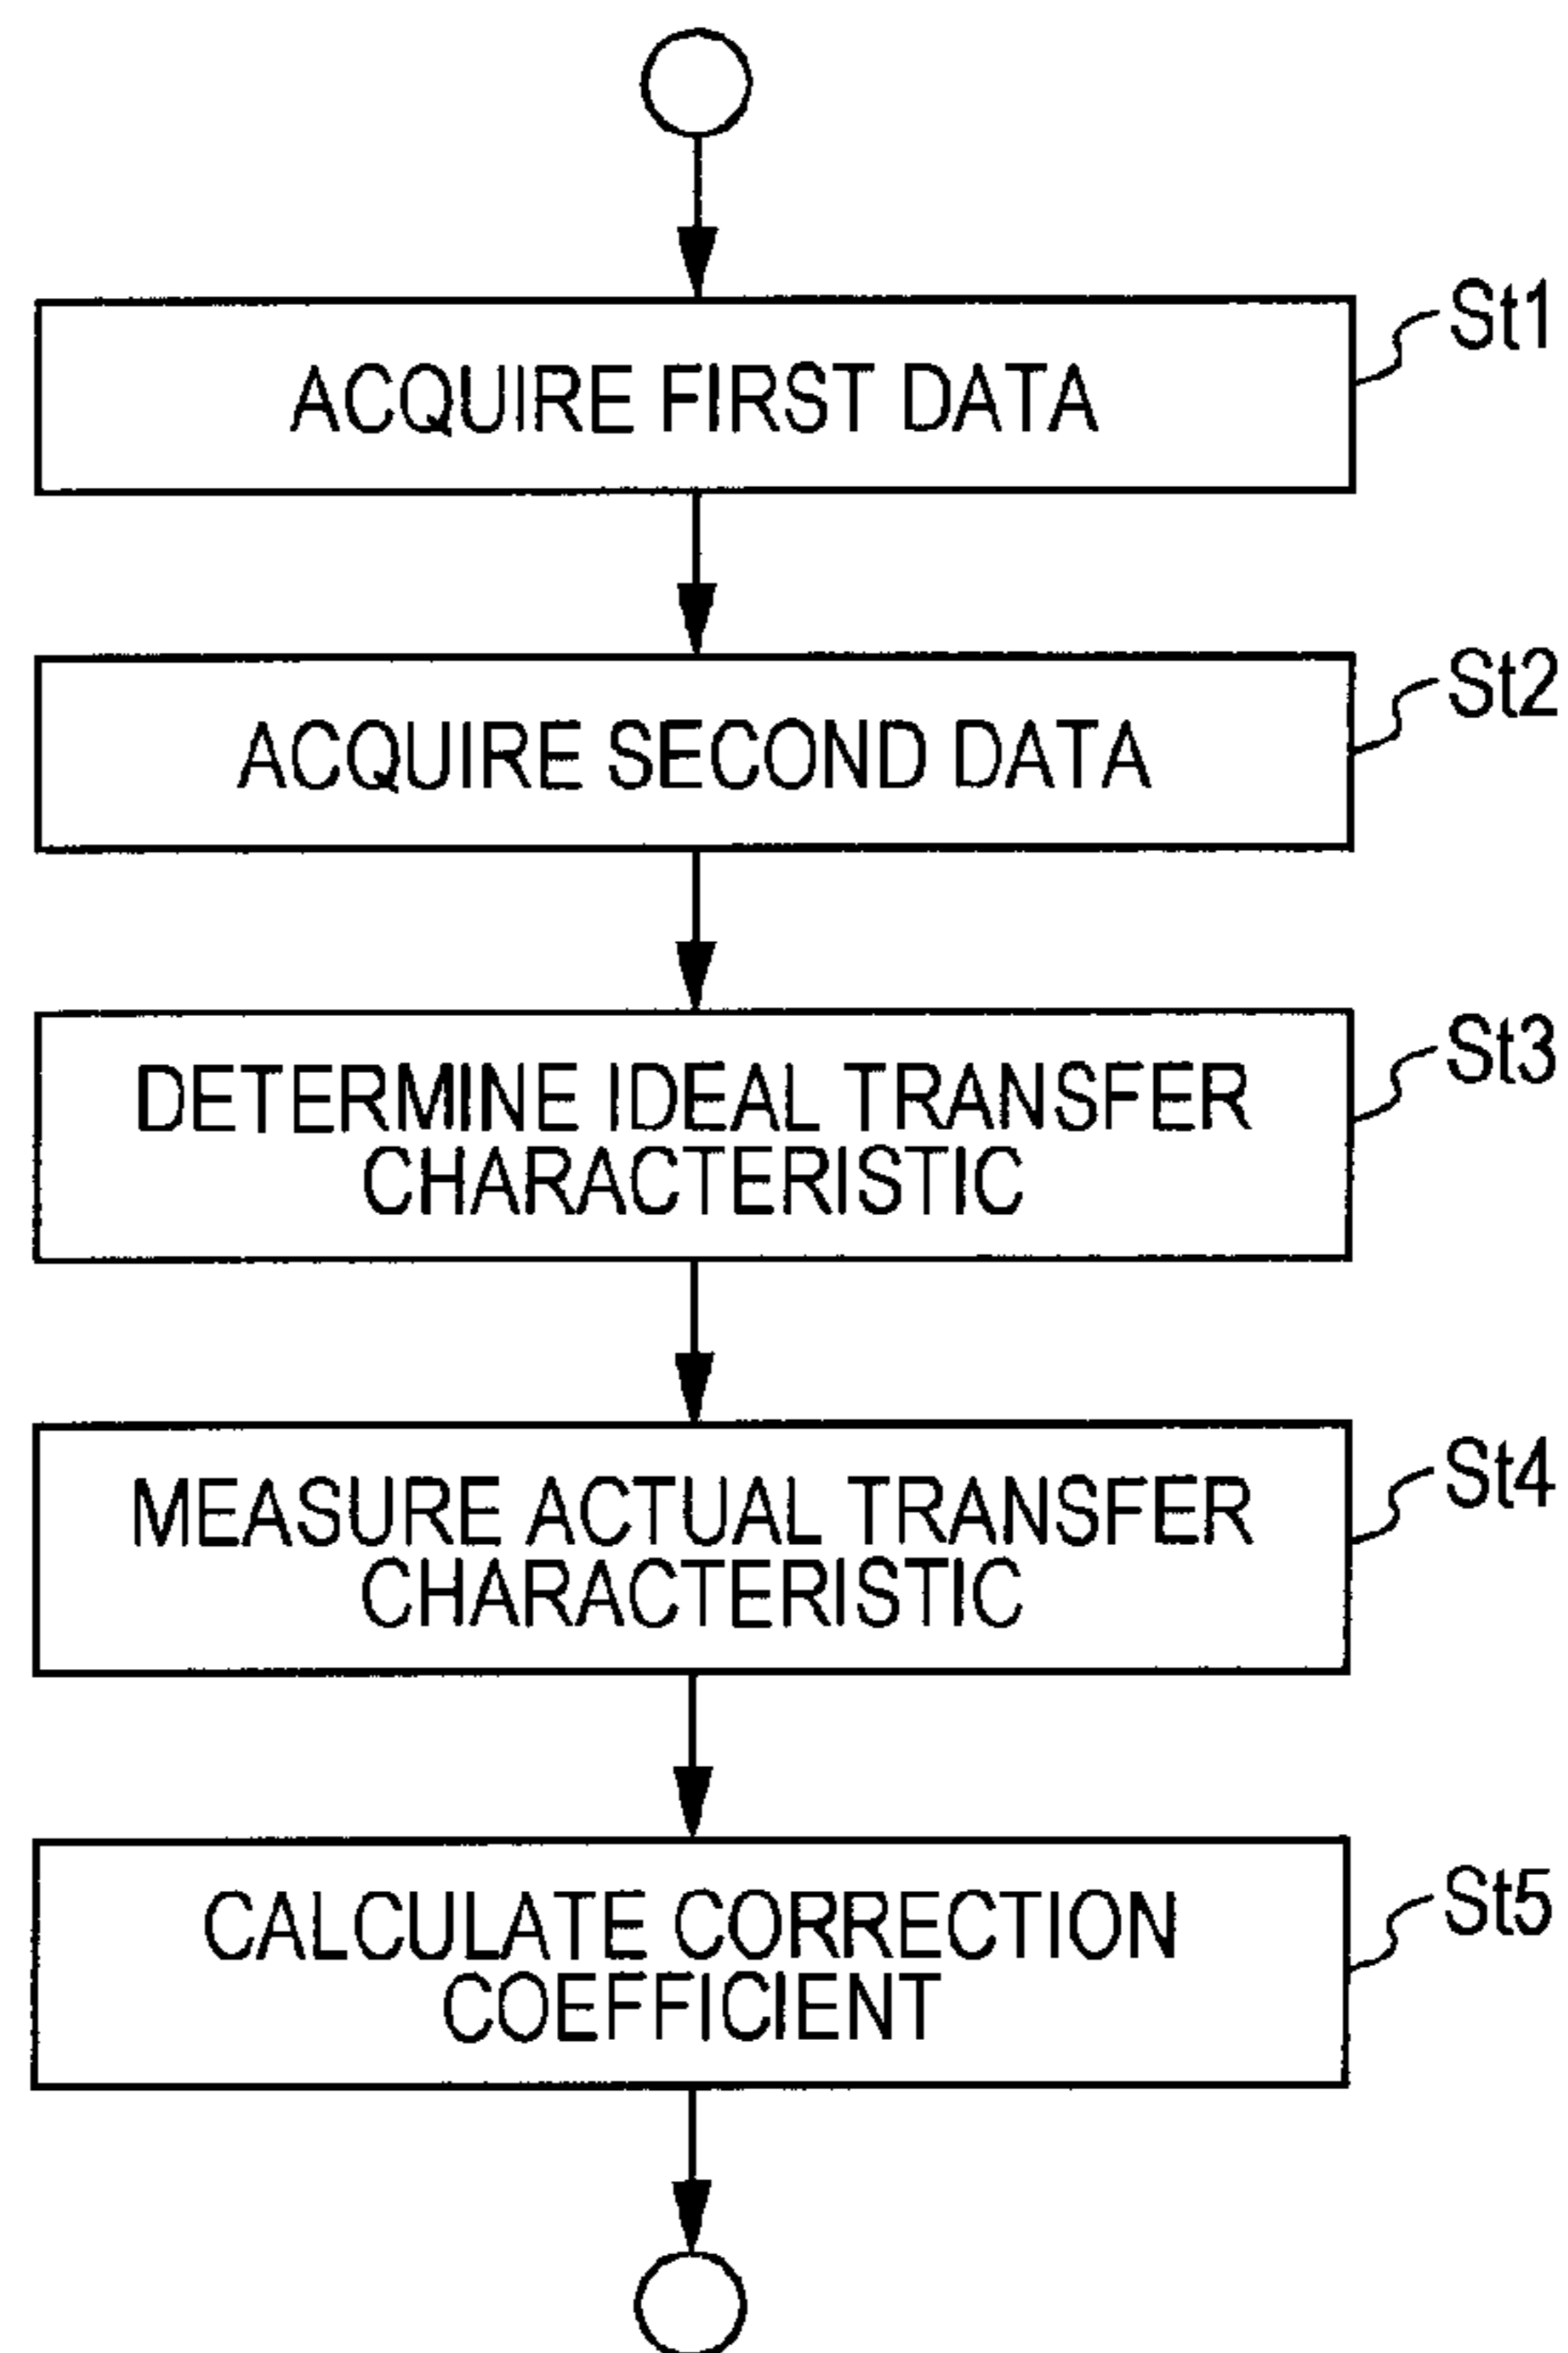 St1
ACQUIRE FIRST DATA
St2
ACQUIRE SECOND DATA
St3
DETERMINE IDEAL TRANSFER
CHARACTERISTIC
St4
MEASURE ACTUAL TRANSFER
CHARACTERISTIC
St5
CALCULATE CORRECTION
COEFFICIENT